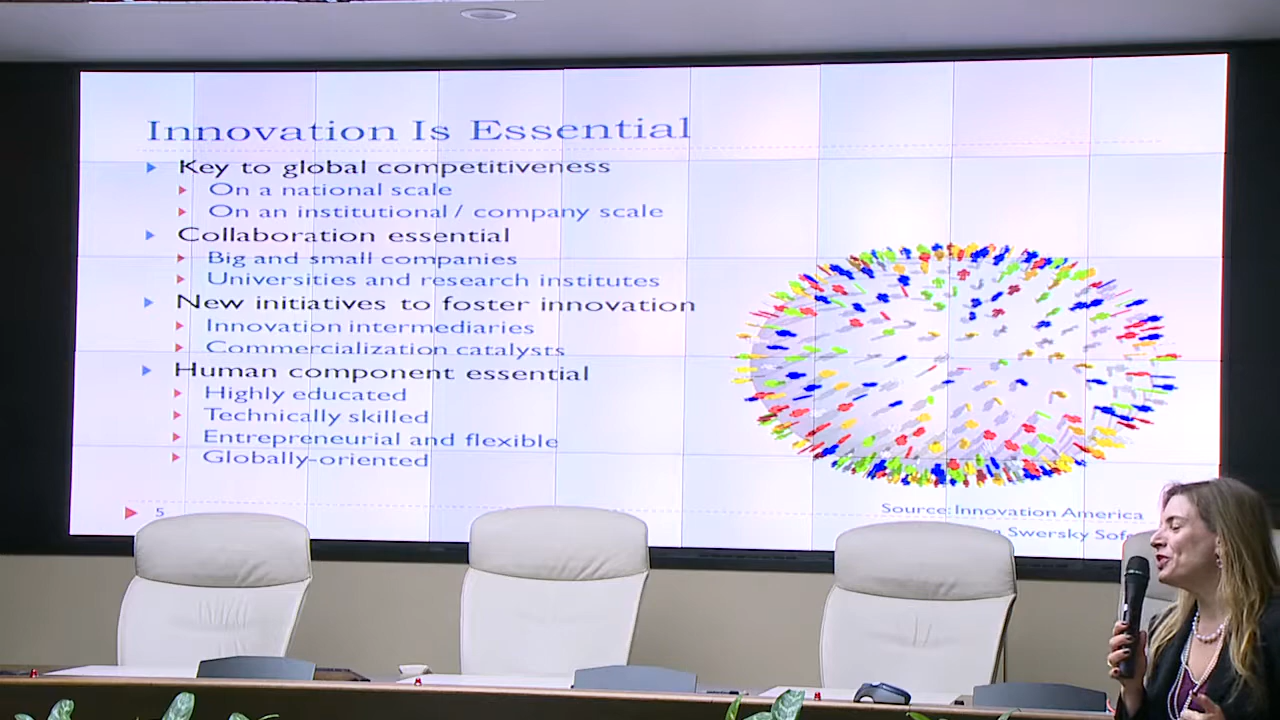 Innovation Is Essential
Key to global competitiveness
On a national scale
On an institutional / company scale
Collaboration essential
Big and small companies
Universities and research institutes
New initiatives to foster innovation
Innovation intermediaries
Commercialization catalysts
Human component essential
Highly educated
Technically skilled
Entrepreneurial and flexible
Globally-oriented
5
Source: Innovation America
Swersky